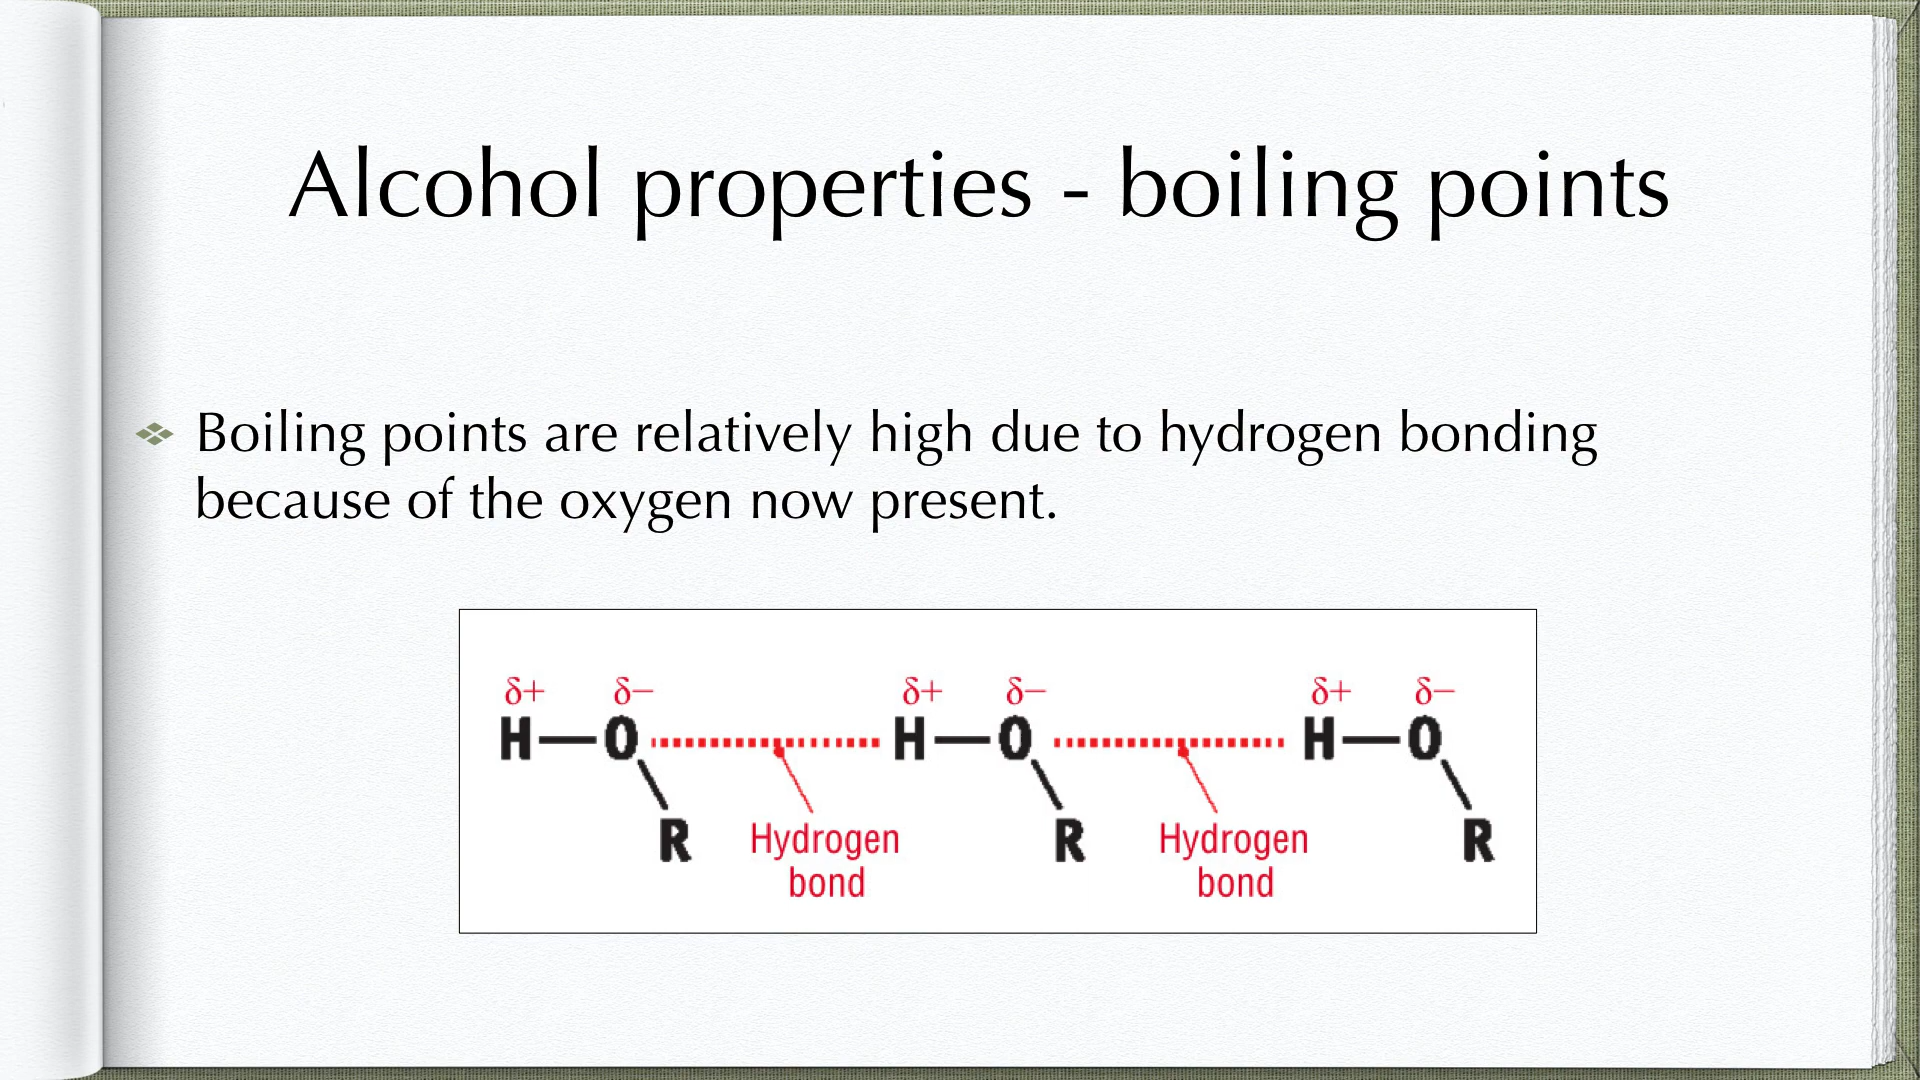 Alcohol properties - boiling points
Boiling points are relatively high due to hydrogen bonding
because of the oxygen now present.
δ+ δ− δ+ δ− δ+ δ−
H O H O H O
R R R
Hydrogen Hydrogen
bond bond